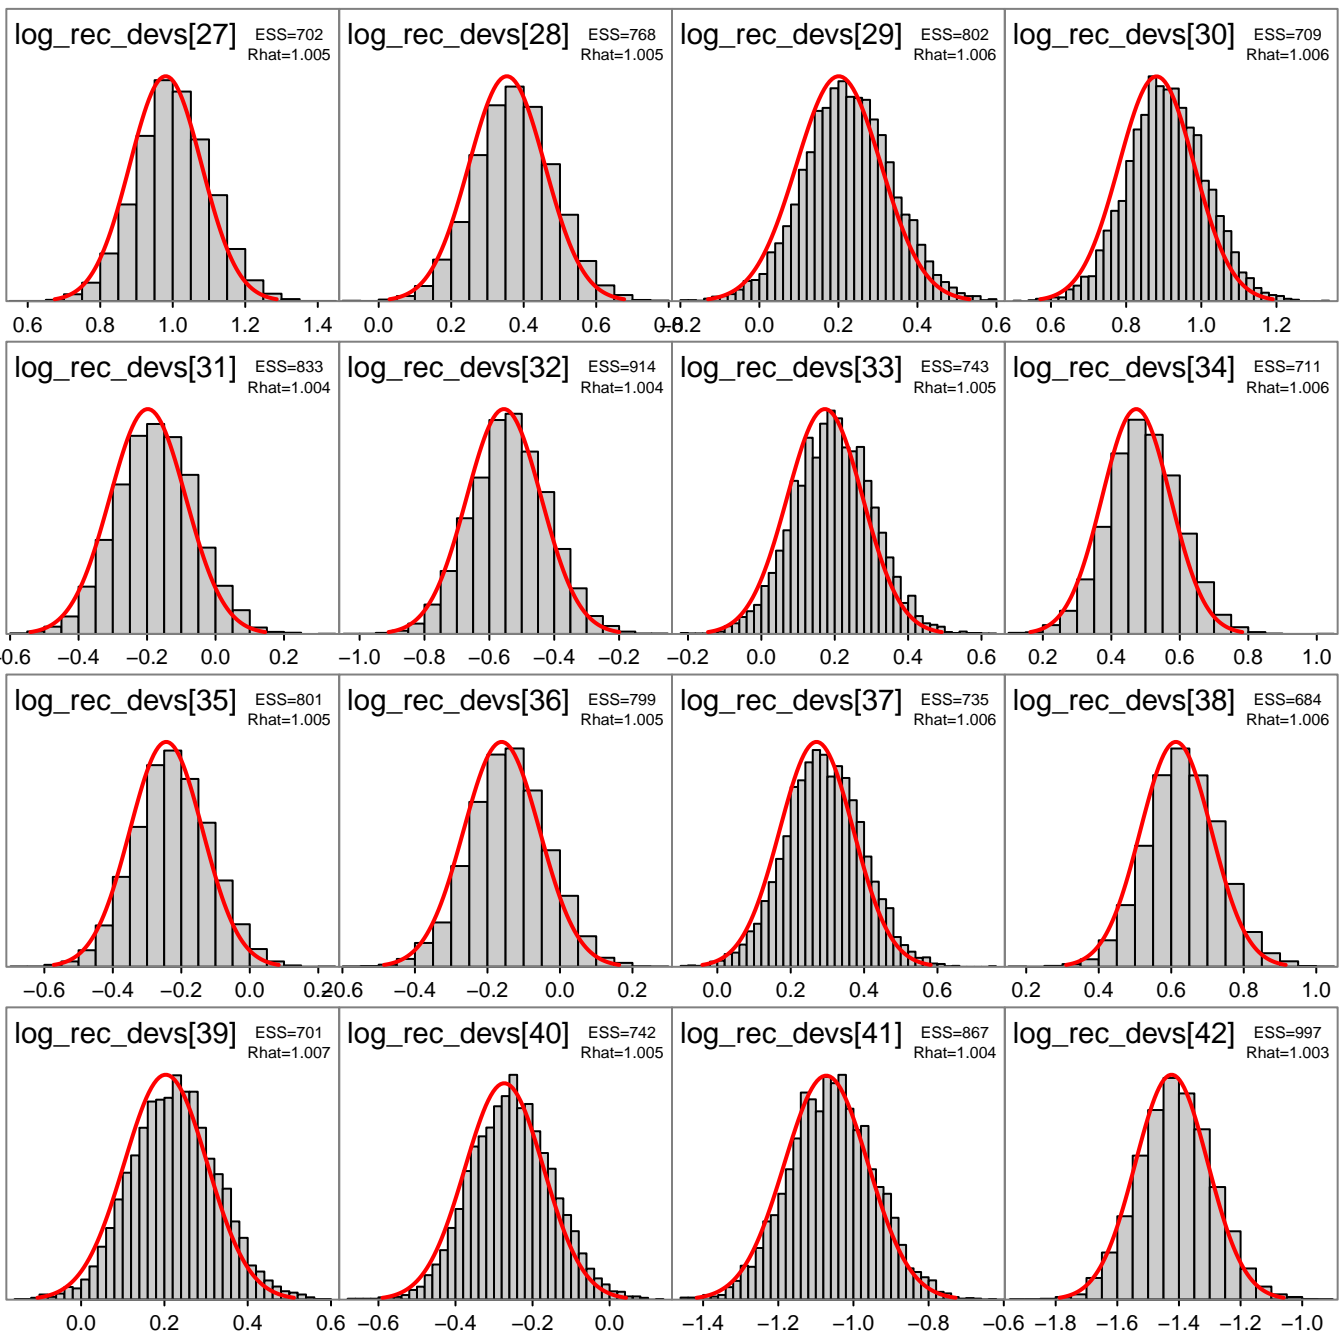 log_rec_devs[27] ESS=702
Rhat=1.005
log_rec_devs[28] ESS=768
Rhat=1.005
log_rec_devs[29] ESS=802
Rhat=1.006
log_rec_devs[30] ESS=709
Rhat=1.006
0.6 0.8 1.0 1.2 1.4
0.0 0.2 0.4 0.6 0.8
−0.2 0.0 0.2 0.4 0.6
0.6 0.8 1.0 1.2
log_rec_devs[31] ESS=833
Rhat=1.004
log_rec_devs[32] ESS=914
Rhat=1.004
log_rec_devs[33] ESS=743
Rhat=1.005
log_rec_devs[34] ESS=711
Rhat=1.006
−0.6 −0.4 −0.2 0.0 0.2
−1.0 −0.8 −0.6 −0.4 −0.2
−0.2 0.0 0.2 0.4 0.6
0.2 0.4 0.6 0.8 1.0
log_rec_devs[35] ESS=801
Rhat=1.005
log_rec_devs[36] ESS=799
Rhat=1.005
log_rec_devs[37] ESS=735
Rhat=1.006
log_rec_devs[38] ESS=684
Rhat=1.006
−0.6 −0.4 −0.2 0.0 0.2
−0.6 −0.4 −0.2 0.0 0.2
0.0 0.2 0.4 0.6
0.2 0.4 0.6 0.8 1.0
log_rec_devs[39] ESS=701
Rhat=1.007
log_rec_devs[40] ESS=742
Rhat=1.005
log_rec_devs[41] ESS=867
Rhat=1.004
log_rec_devs[42] ESS=997
Rhat=1.003
0.0 0.2 0.4 0.6
−0.6 −0.4 −0.2 0.0
−1.4 −1.2 −1.0 −0.8 −0.6
−1.8 −1.6 −1.4 −1.2 −1.0